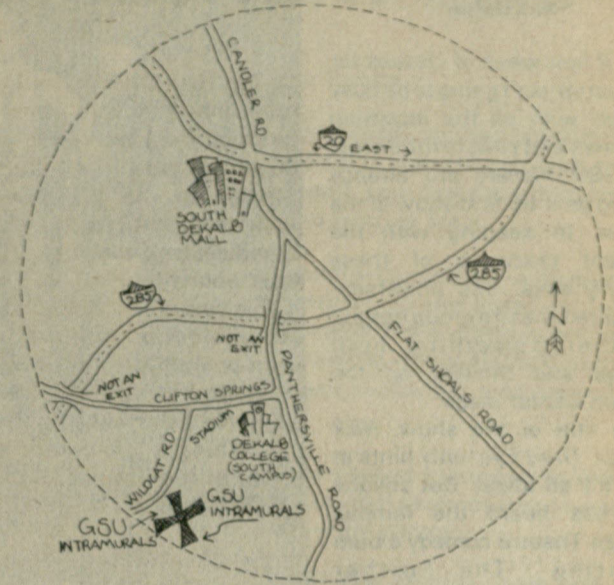 CANDLER RD
20
EAST →
SOUTH
DEKALB
MALL
285
285
N
NOT AN
EXIT
NOT AN
EXIT
FLAT SHOALS ROAD
CLIFTON SPRINGS
PANTHERSVILLE ROAD
STADIUM
DEKALB
COLLEGE
(SOUTH
CAMPUS)
WILDCAT RD
GSU
INTRAMURALS
GSU
INTRAMURALS